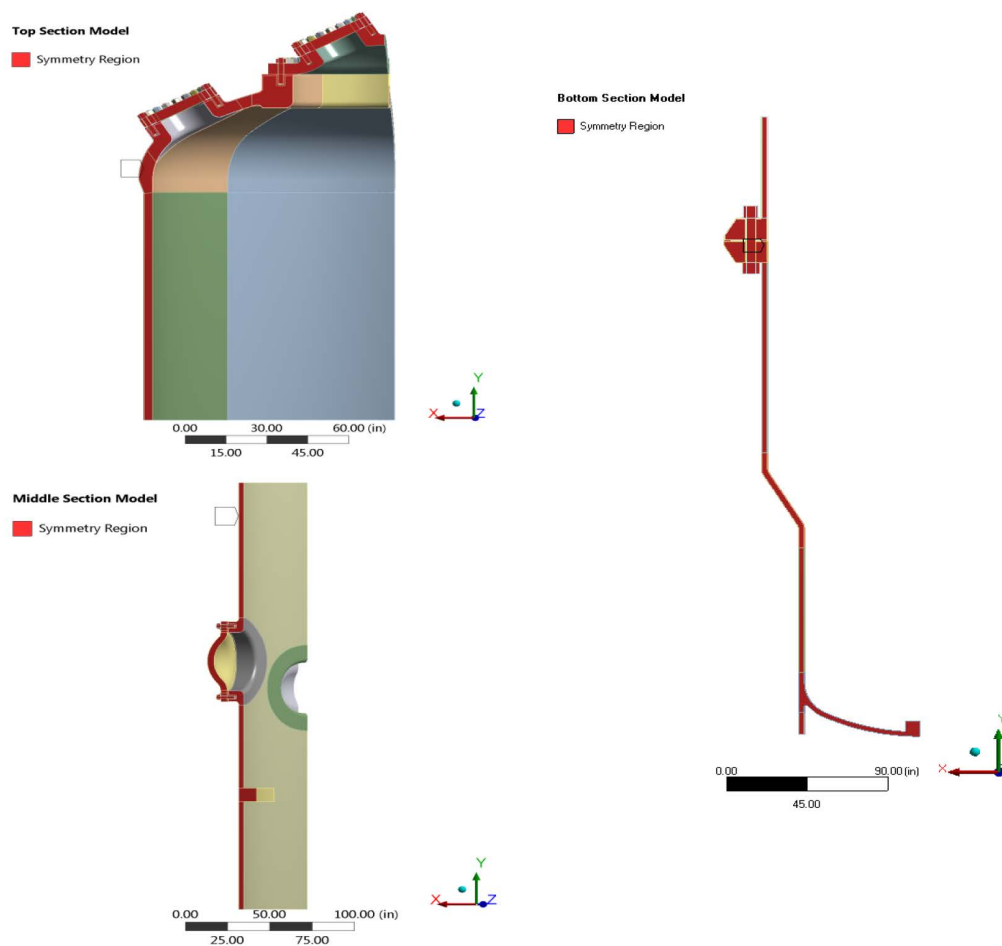 Top Section Model
Symmetry Region
Y
X
Z
0.00 30.00 60.00 (in)
15.00 45.00
Middle Section Model
Symmetry Region
Y
X
Z
0.00 50.00 100.00 (in)
25.00 75.00
Bottom Section Model
Symmetry Region
Y
X
Z
0.00 90.00 (in)
45.00